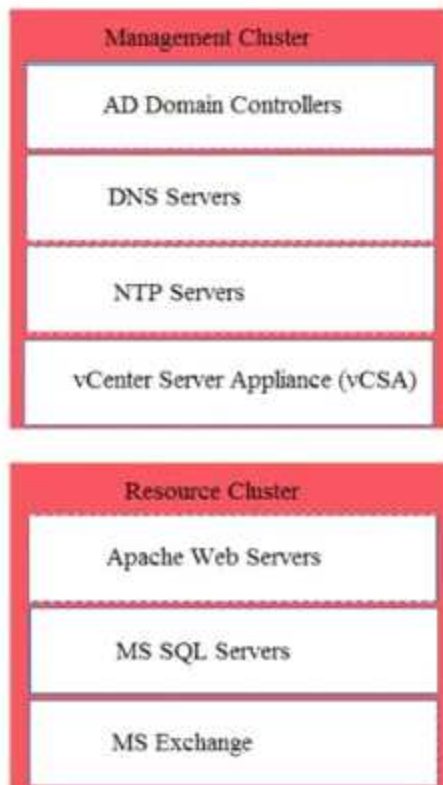 Management Cluster
AD Domain Controllers
DNS Servers
NTP Servers
vCenter Server Appliance (vCSA)
Resource Cluster
Apache Web Servers
MS SQL Servers
MS Exchange